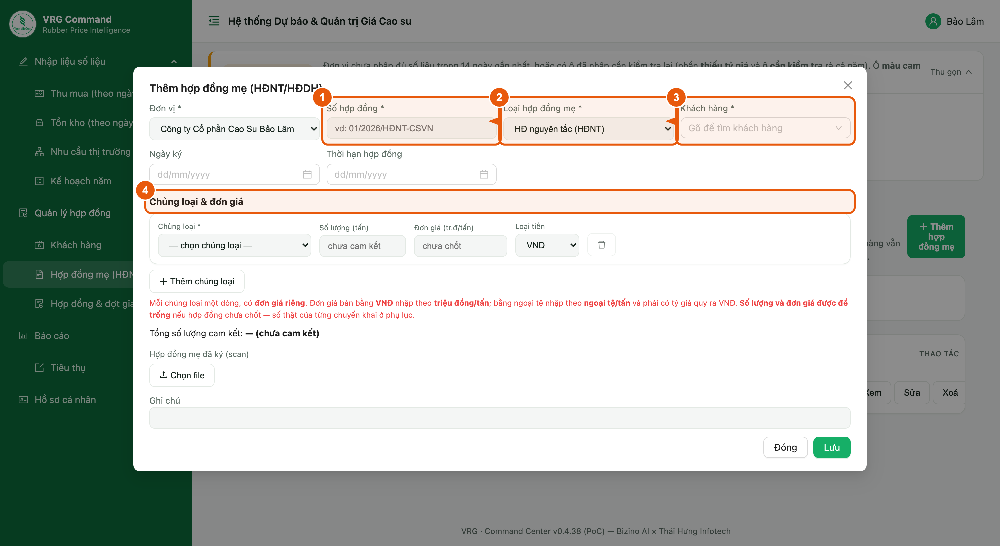 VRG Command
Rubber Price Intelligence
Hệ thống Dự báo & Quản trị Giá Cao su
Bảo Lâm
Nhập liệu số liệu
Thu mua (theo ngày
Tồn kho (theo ngày
Nhu cầu thị trường
Kế hoạch năm
Quản lý hợp đồng
Khách hàng
Hợp đồng mẹ (HĐN
Hợp đồng & đợt gia
Báo cáo
Tiêu thụ
Hồ sơ cá nhân
Đơn vị chưa nhập đủ số liệu trong 14 ngày gần nhất, hoặc có ô đã nhập cần kiểm tra lại (phần thiếu tỷ giá và ô cần kiểm tra rà cả năm). Ô màu cam
Thu gọn
Thêm hợp đồng mẹ (HĐNT/HĐDH)
1
2
3
Đơn vị *
Số hợp đồng *
Loại hợp đồng mẹ *
Khách hàng *
Công ty Cổ phần Cao Su Bảo Lâm
vd: 01/2026/HĐNT-CSVN
HĐ nguyên tắc (HĐNT)
Gõ để tìm khách hàng
Ngày ký
Thời hạn hợp đồng
dd/mm/yyyy
dd/mm/yyyy
4
Chủng loại & đơn giá
Chủng loại *
Số lượng (tấn)
Đơn giá (tr.đ/tấn)
Loại tiền
— chọn chủng loại —
chưa cam kết
chưa chốt
VND
+ Thêm chủng loại
Mỗi chủng loại một dòng, có đơn giá riêng. Đơn giá bán bằng VNĐ nhập theo triệu đồng/tấn; bằng ngoại tệ nhập theo ngoại tệ/tấn và phải có tỷ giá quy ra VNĐ. Số lượng và đơn giá được để
trống nếu hợp đồng chưa chốt — số thật của từng chuyến khai ở phụ lục.
Tổng số lượng cam kết: — (chưa cam kết)
Hợp đồng mẹ đã ký (scan)
Chọn file
Ghi chú
Đóng
Lưu
+ Thêm
hợp
đồng mẹ
hàng vẫn
THAO TÁC
Xem
Sửa
Xoá
VRG · Command Center v0.4.38 (PoC) — Bizino AI × Thái Hưng Infotech